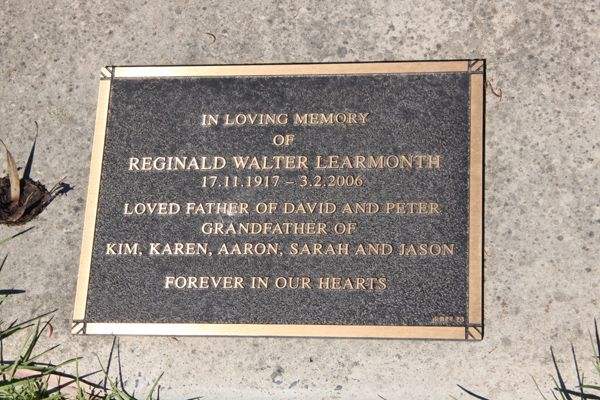 IN LOVING MEMORY
OF
REGINALD WALTER LEARMONTH
17.11.1917 – 3.2.2006
LOVED FATHER OF DAVID AND PETER
GRANDFATHER OF
KIM, KAREN, AARON, SARAH AND JASON
FOREVER IN OUR HEARTS